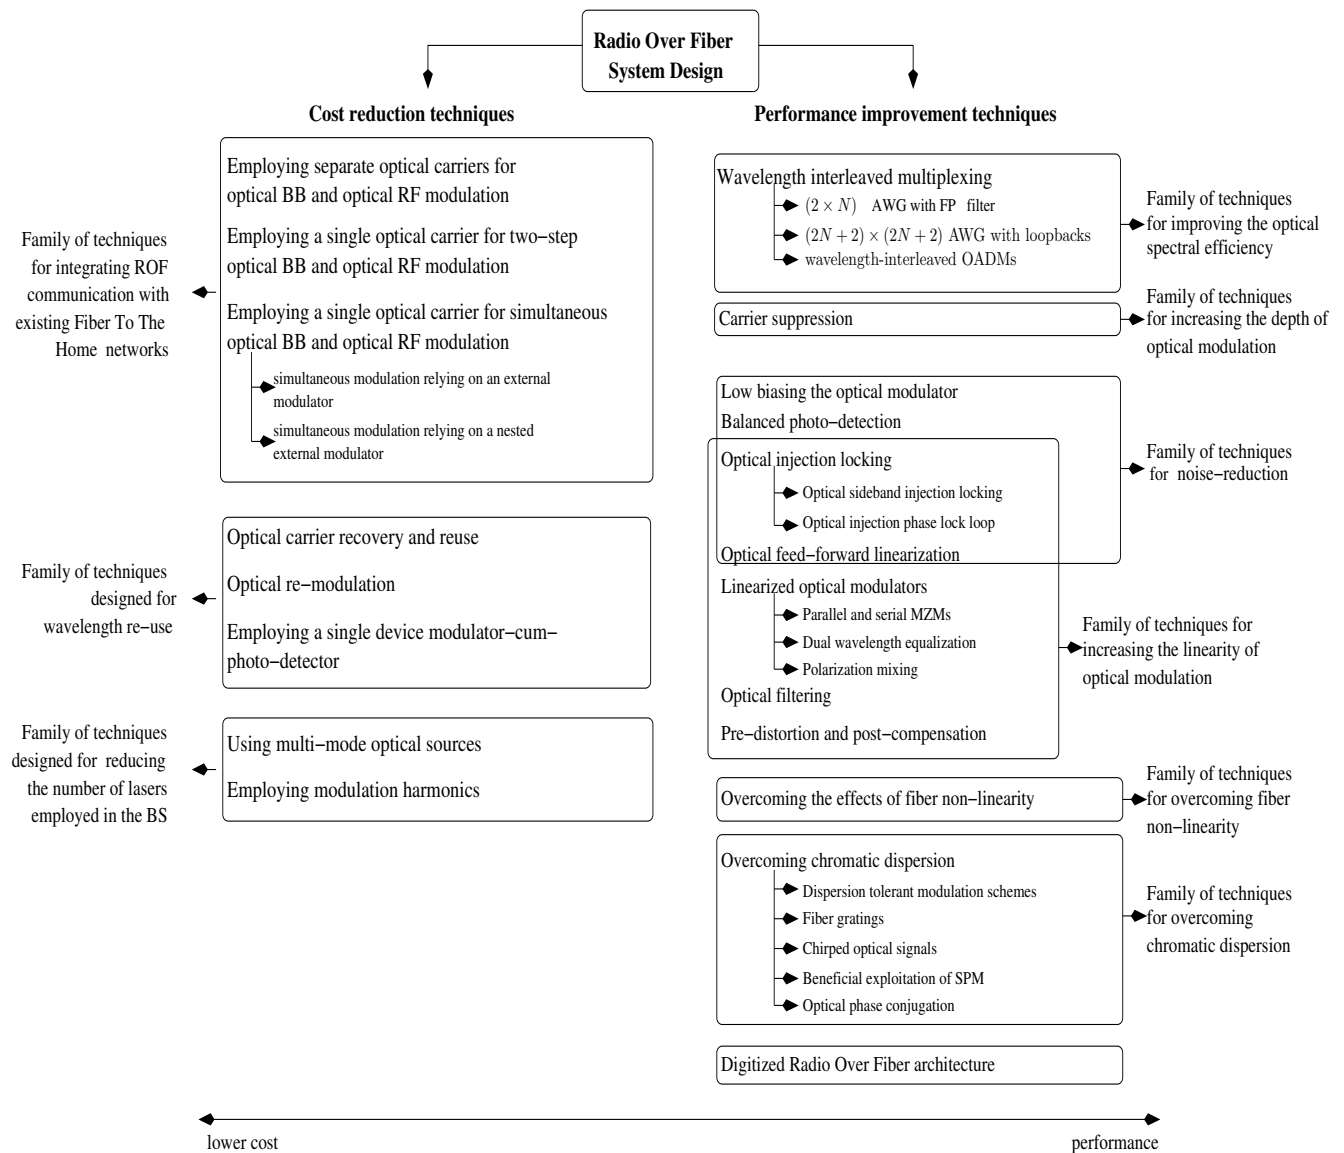 Radio Over Fiber
System Design
Cost reduction techniques
Employing separate optical carriers for
optical BB and optical RF modulation
Employing a single optical carrier for two−step
optical BB and optical RF modulation
Employing a single optical carrier for simultaneous
optical BB and optical RF modulation
simultaneous modulation relying on an external
modulator
simultaneous modulation relying on a nested
external modulator
Family of techniques
for integrating ROF
communication with
existing Fiber To The
Home networks
Optical carrier recovery and reuse
Optical re−modulation
Employing a single device modulator−cum−
photo−detector
Family of techniques
designed for
wavelength re−use
Using multi−mode optical sources
Employing modulation harmonics
Family of techniques
designed for reducing
the number of lasers
employed in the BS
Performance improvement techniques
Wavelength interleaved multiplexing
(2 × N) AWG with FP filter
(2N + 2) × (2N + 2) AWG with loopbacks
wavelength-interleaved OADMs
Family of techniques
for improving the optical
spectral efficiency
Carrier suppression
Family of techniques
for increasing the depth of
optical modulation
Low biasing the optical modulator
Balanced photo−detection
Optical injection locking
Optical sideband injection locking
Optical injection phase lock loop
Optical feed−forward linearization
Family of techniques
for noise−reduction
Linearized optical modulators
Parallel and serial MZMs
Dual wavelength equalization
Polarization mixing
Optical filtering
Pre−distortion and post−compensation
Family of techniques for
increasing the linearity of
optical modulation
Overcoming the effects of fiber non−linearity
Family of techniques
for overcoming fiber
non−linearity
Overcoming chromatic dispersion
Dispersion tolerant modulation schemes
Fiber gratings
Chirped optical signals
Beneficial exploitation of SPM
Optical phase conjugation
Family of techniques
for overcoming
chromatic dispersion
Digitized Radio Over Fiber architecture
lower cost
performance